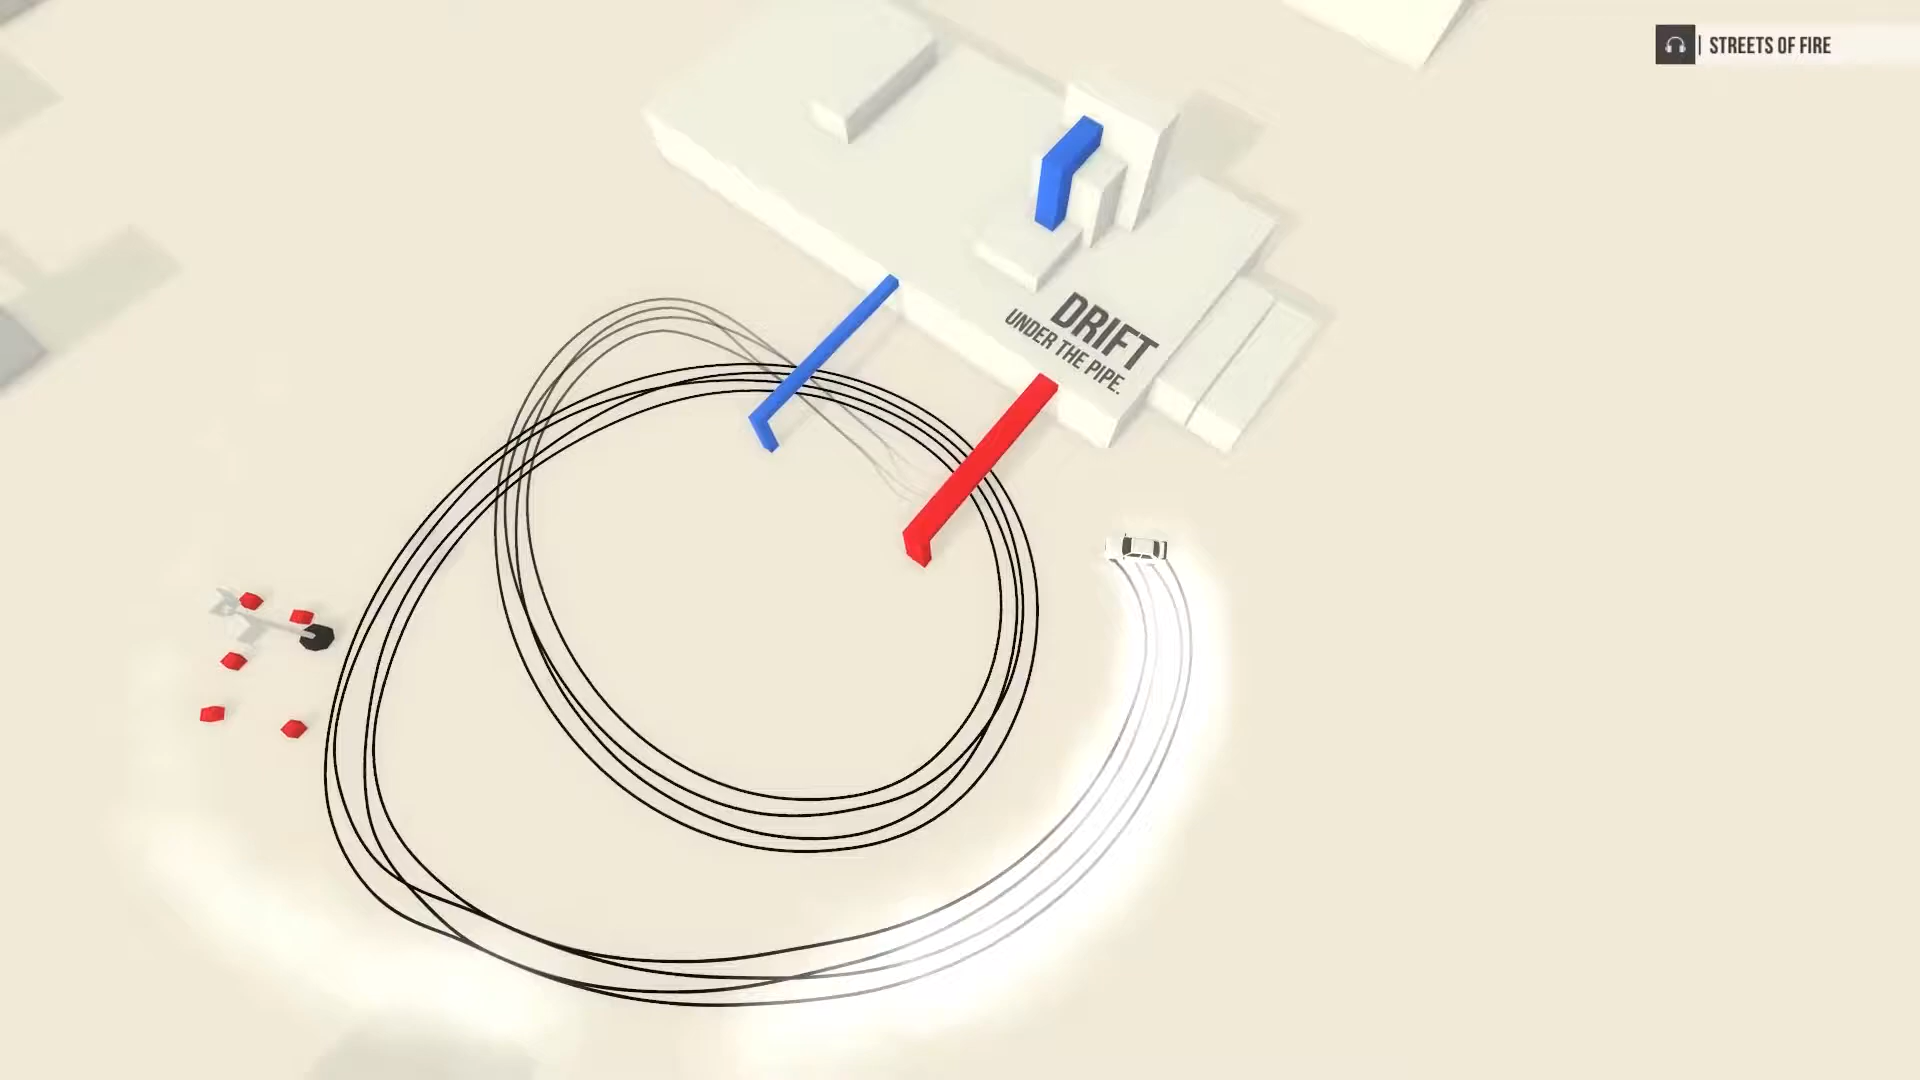 STREETS OF FIRE
DRIFT
UNDER THE PIPE.